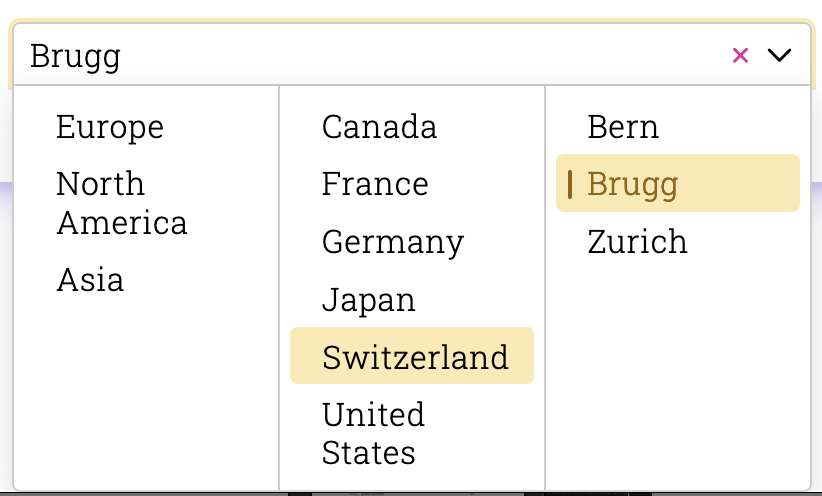 Brugg
Europe
North
America
Asia
Canada
France
Germany
Japan
Switzerland
United
States
Bern
Brugg
Zurich